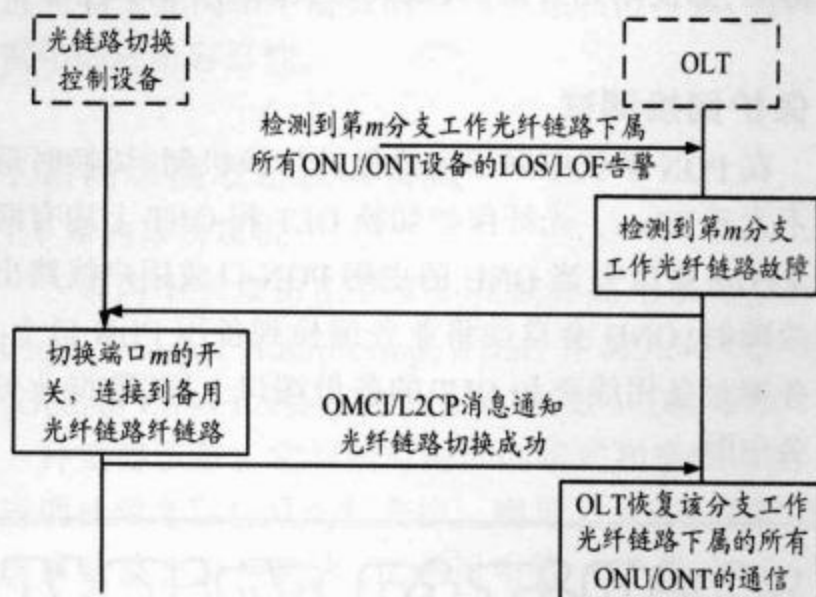 光链路切换
控制设备
OLT
检测到第m分支工作光纤链路下属
所有ONU/ONT设备的LOS/LOF告警
检测到第m分支
工作光纤链路故障
切换端口m的开
关，连接到备用
光纤链路纤链路
OMCI/L2CP消息通知
光纤链路切换成功
OLT恢复该分支工作
光纤链路下属的所有
ONU/ONT的通信